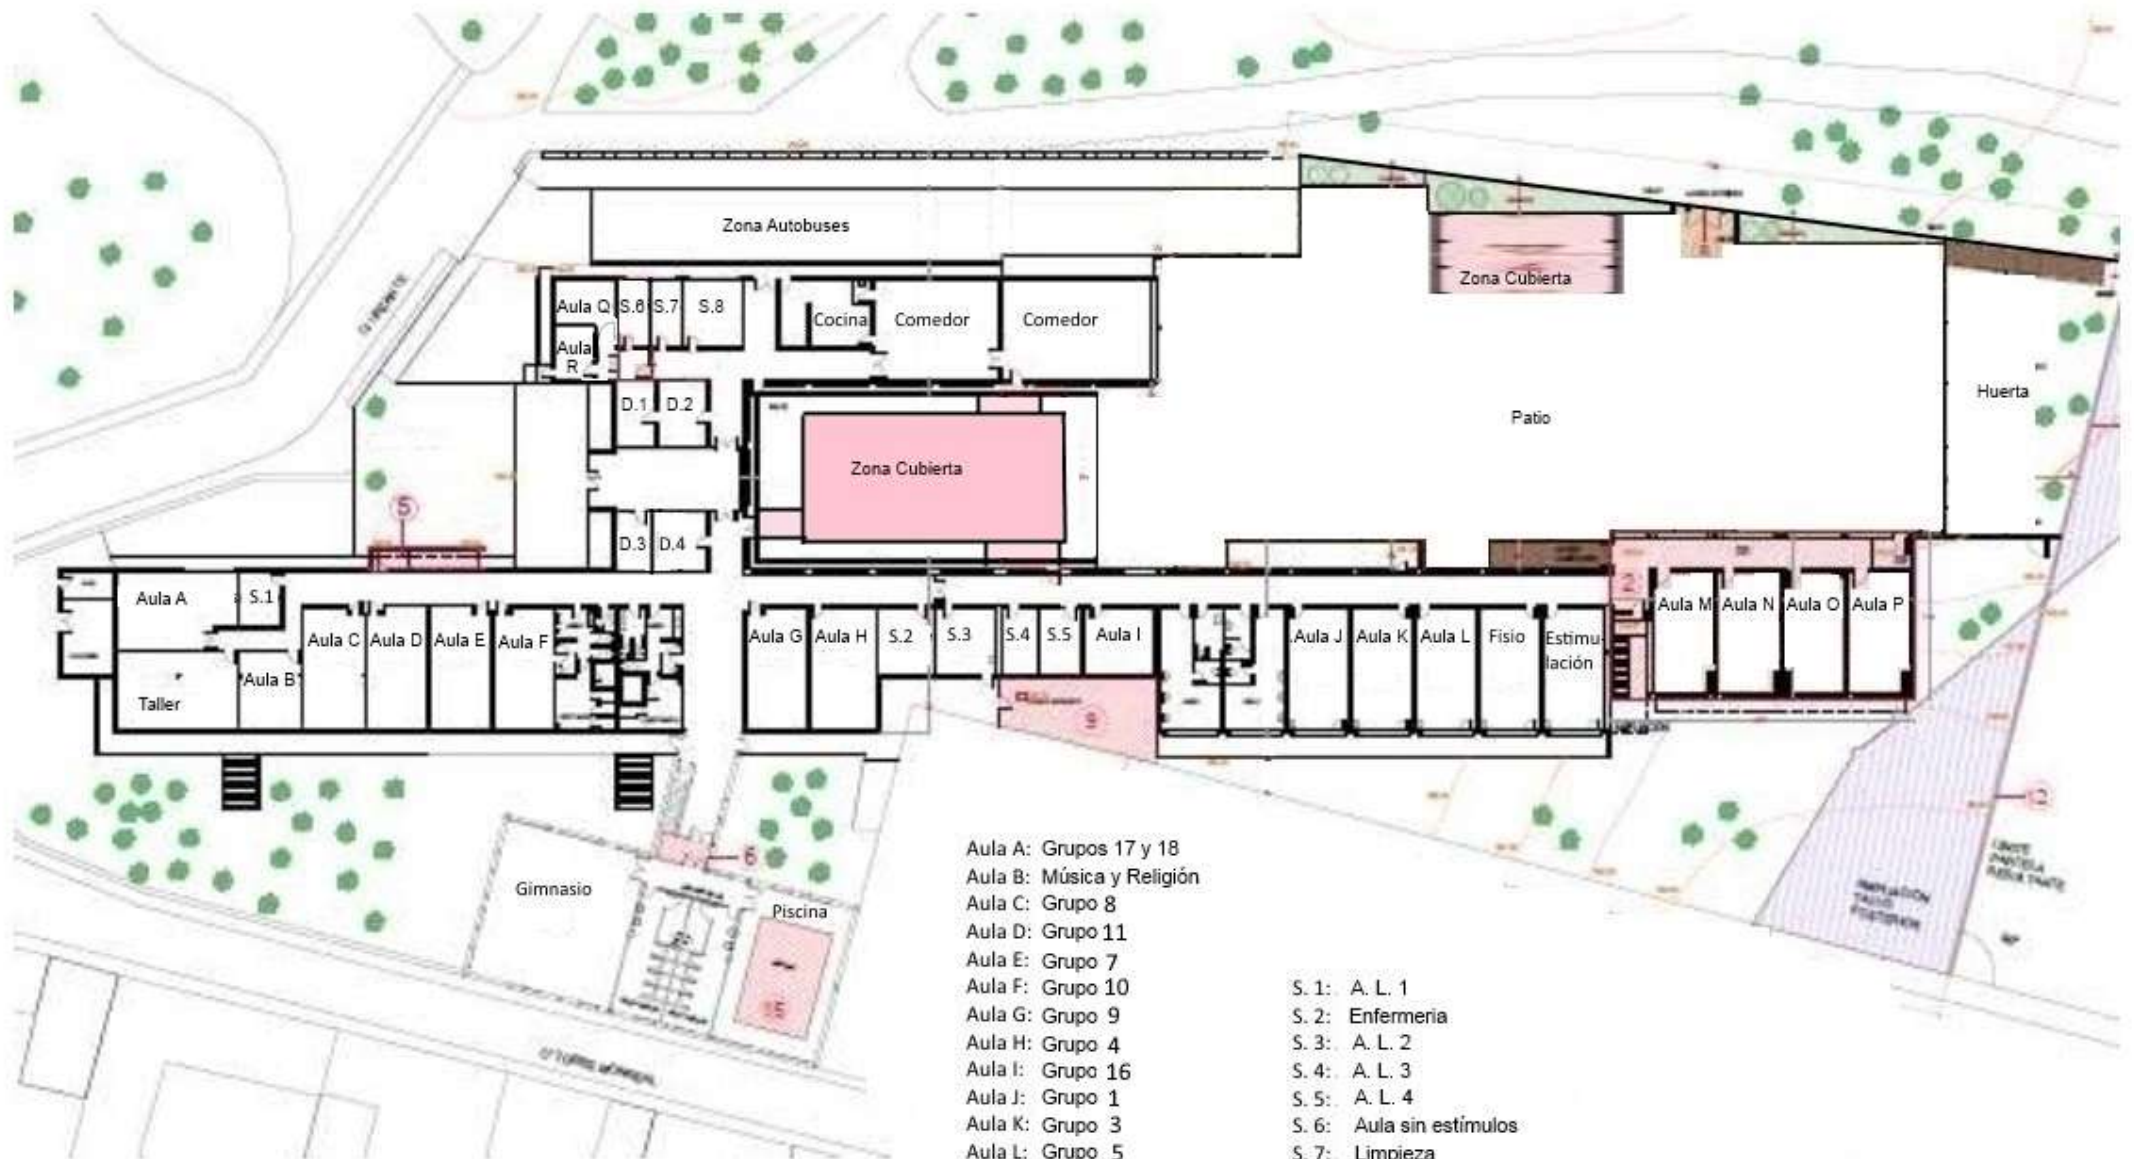 Zona Autobuses
Zona Cubierta
Aula Q
S.6
S.7
S.8
Cocina
Comedor
Comedor
Aula
R
Huerta
D.1
D.2
Patio
Zona Cubierta
5
D.3
D.4
Aula A
S.1
Aula M
Aula N
Aula O
Aula P
Aula C
Aula D
Aula E
Aula F
Aula G
Aula H
S.2
S.3
S.4
S.5
Aula I
Aula J
Aula K
Aula L
Fisio
Estimu-
lación
Aula B
Taller
9
6
Gimnasio
Piscina
Aula A: Grupos 17 y 18
Aula B: Música y Religión
Aula C: Grupo 8
Aula D: Grupo 11
Aula E: Grupo 7
Aula F: Grupo 10
Aula G: Grupo 9
Aula H: Grupo 4
Aula I: Grupo 16
Aula J: Grupo 1
Aula K: Grupo 3
Aula L: Grupo 5
S. 1: A. L. 1
S. 2: Enfermeria
S. 3: A. L. 2
S. 4: A. L. 3
S. 5: A. L. 4
S. 6: Aula sin estímulos
S. 7: Limpieza